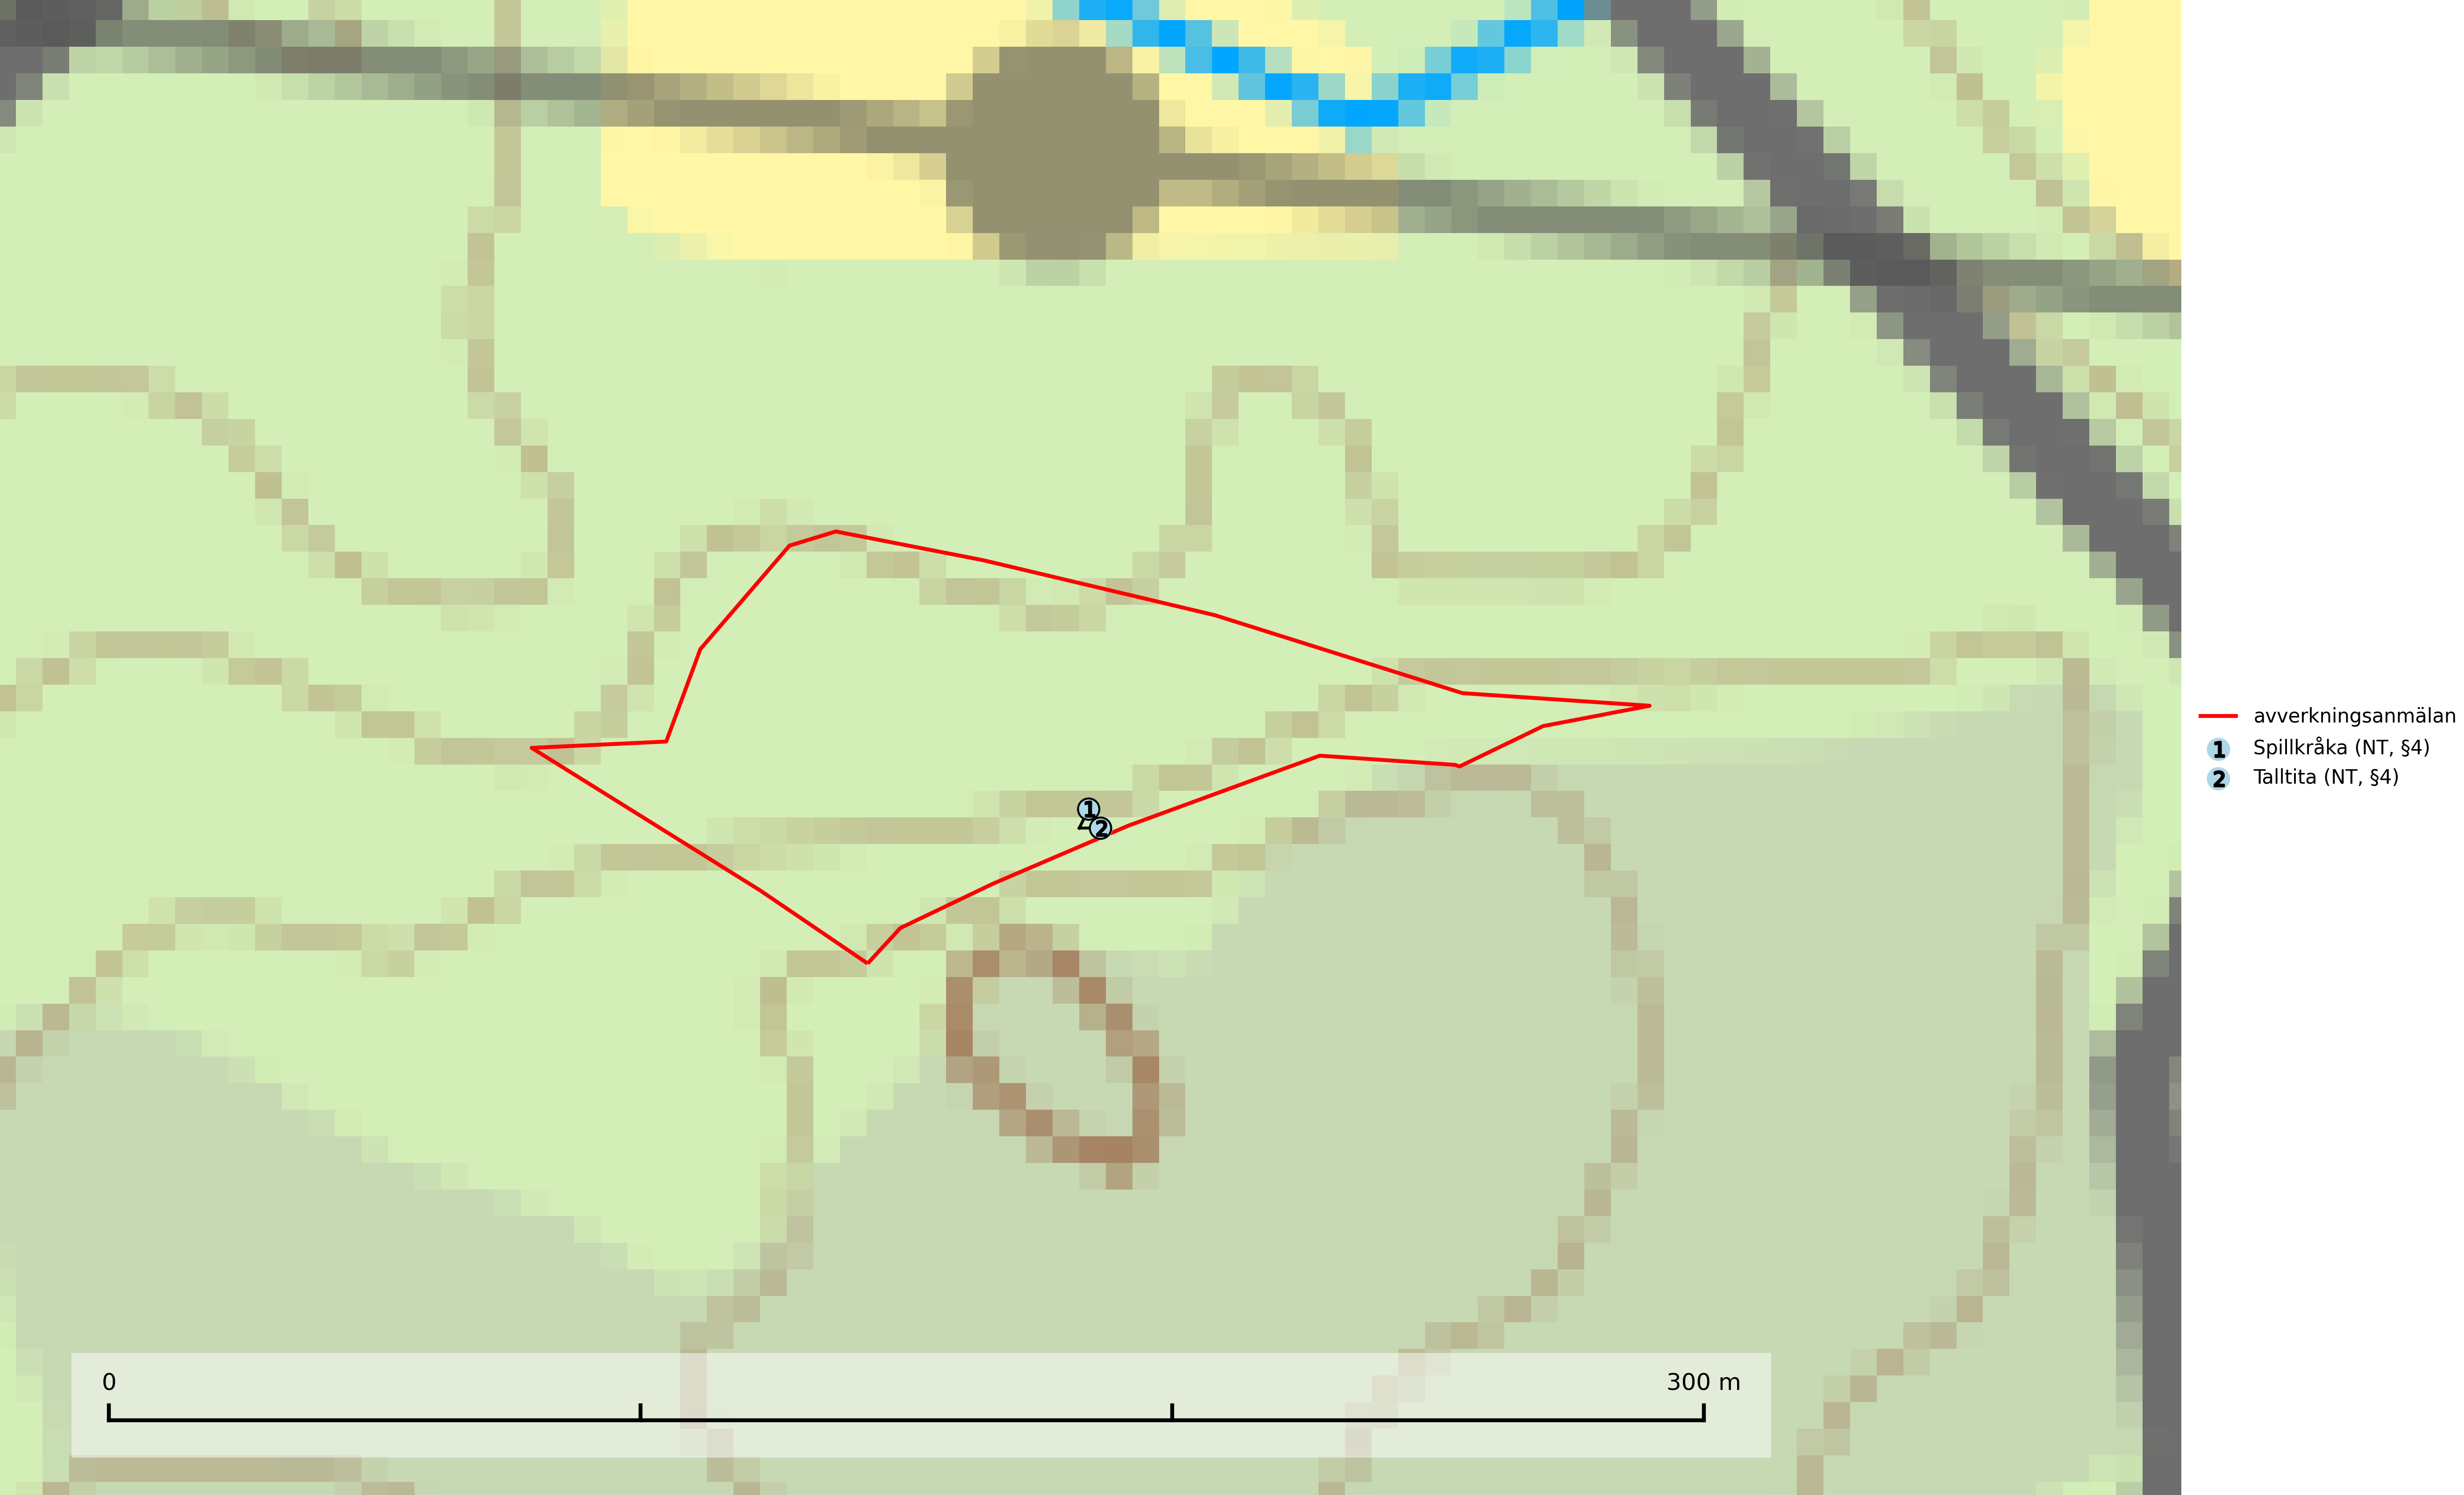 avverkningsanmälan
1 Spillkråka (NT, §4)
2 Talltita (NT, §4)
1
2
0 300 m